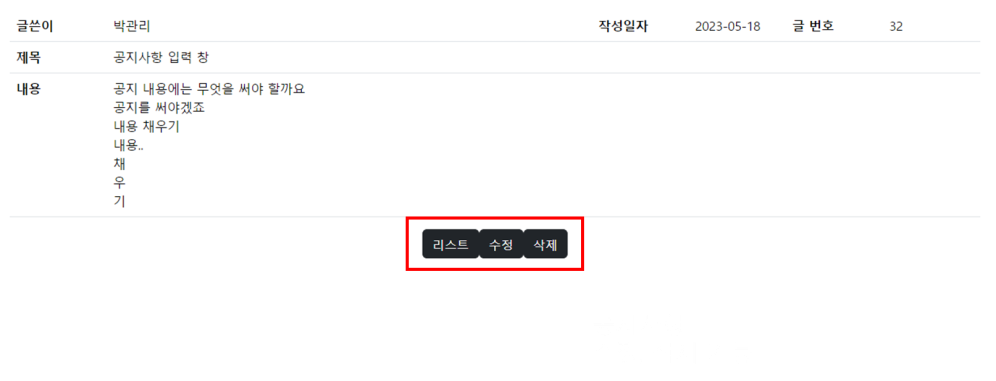 글쓴이 박관리 작성일자 2023-05-18 글 번호 32
제목 공지사항 입력 창
내용 공지 내용에는 무엇을 써야 할까요
공지를 써야겠죠
내용 채우기
내용..
채
우
기
리스트 수정 삭제